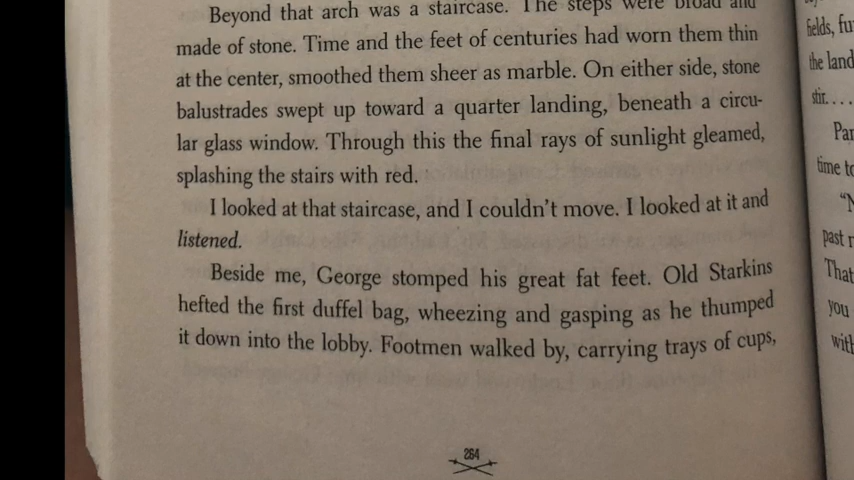 Beyond that arch was a staircase. The steps were broad and
made of stone. Time and the feet of centuries had worn them thin
at the center, smoothed them sheer as marble. On either side, stone
balustrades swept up toward a quarter landing, beneath a circu-
lar glass window. Through this the final rays of sunlight gleamed,
splashing the stairs with red.
I looked at that staircase, and I couldn't move. I looked at it and
listened.
Beside me, George stomped his great fat feet. Old Starkins
hefted the first duffel bag, wheezing and gasping as he thumped
it down into the lobby. Footmen walked by, carrying trays of cups,
264
fields, fu
the land
stir. . . .
Par
time to
"N
past r
That
you
with